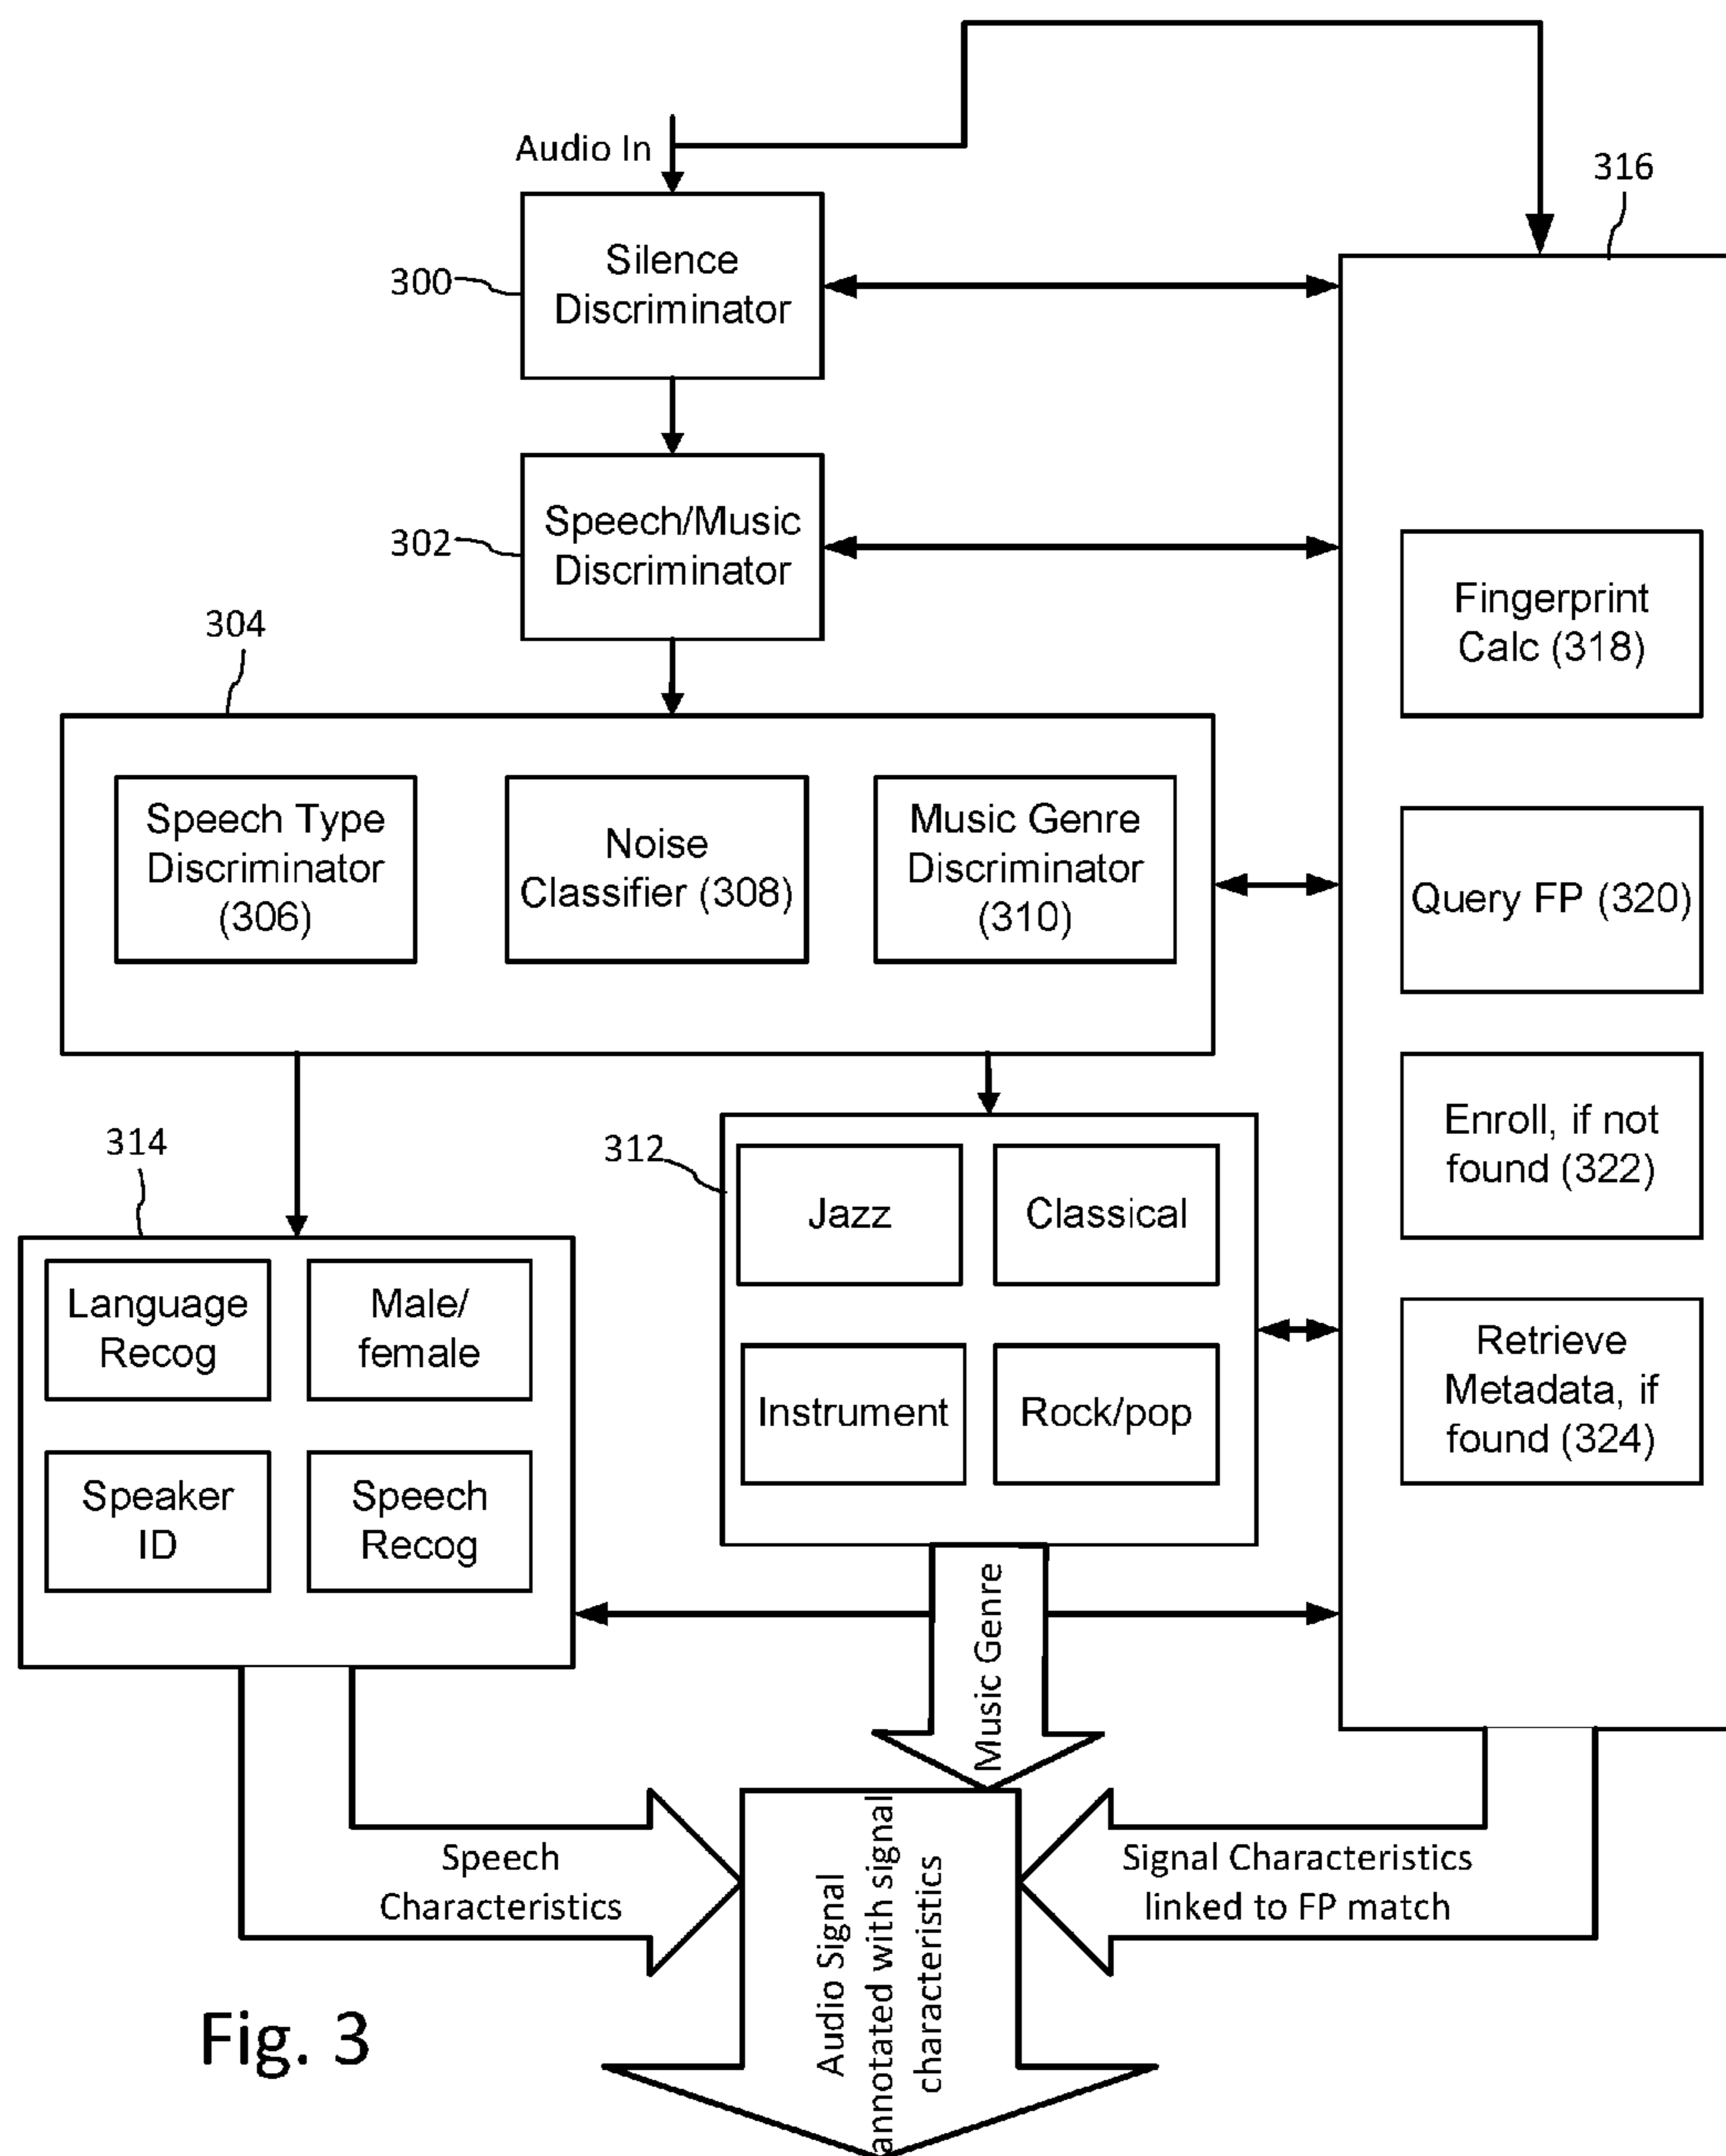 Audio In
316
300
Silence
Discriminator
302
Speech/Music
Discriminator
304
Fingerprint
Calc (318)
Speech Type
Discriminator
(306)
Noise
Classifier (308)
Music Genre
Discriminator
(310)
Query FP (320)
Enroll, if not
found (322)
314
312
Jazz
Classical
Language
Recog
Male/
female
Instrument
Rock/pop
Retrieve
Metadata, if
found (324)
Speaker
ID
Speech
Recog
Music Genre
Speech
Characteristics
Audio Signal
annotated with signal
characteristics
Signal Characteristics
linked to FP match
Fig. 3